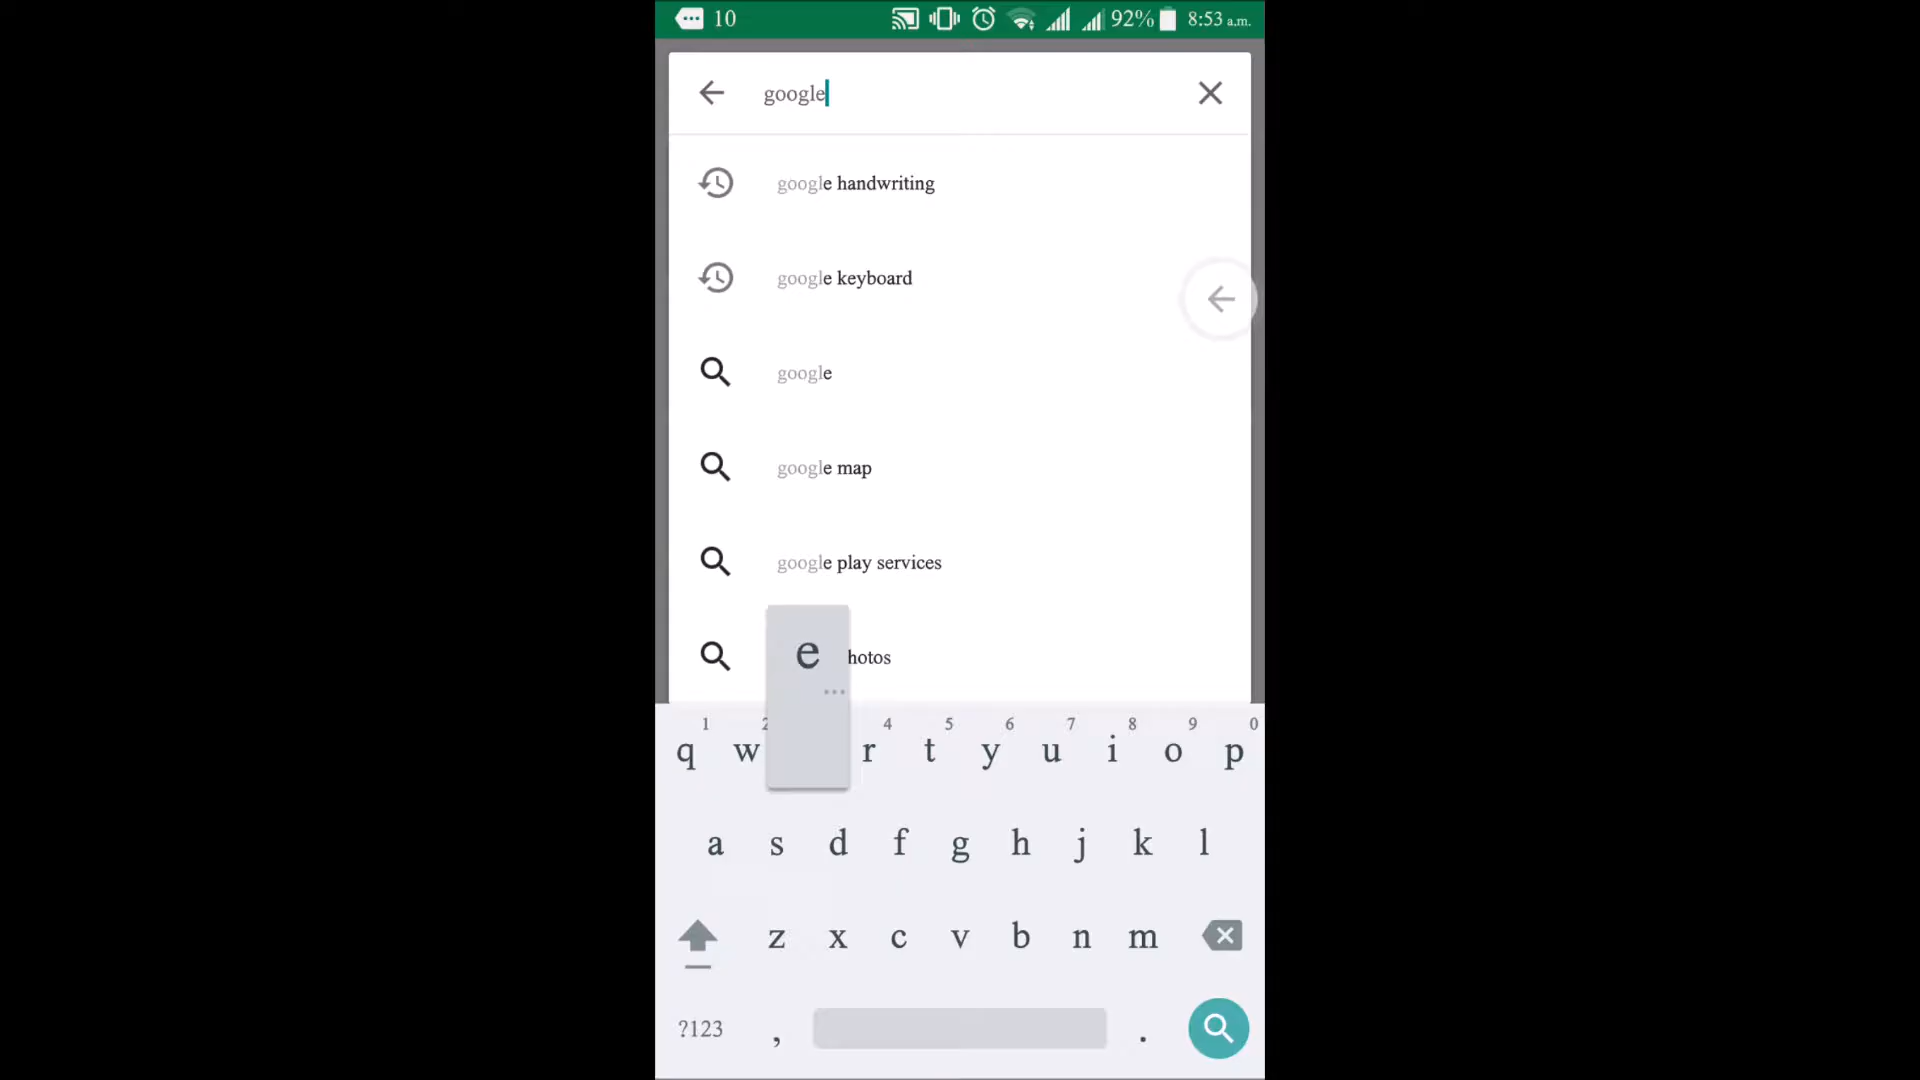 10 92% 8:53 a.m.
google
google handwriting
google keyboard
google
google map
google play services
hotos
e
1 2 4 5 6 7 8 9 0
q w r t y u i o p
a s d f g h j k l
z x c v b n m
?123 , .